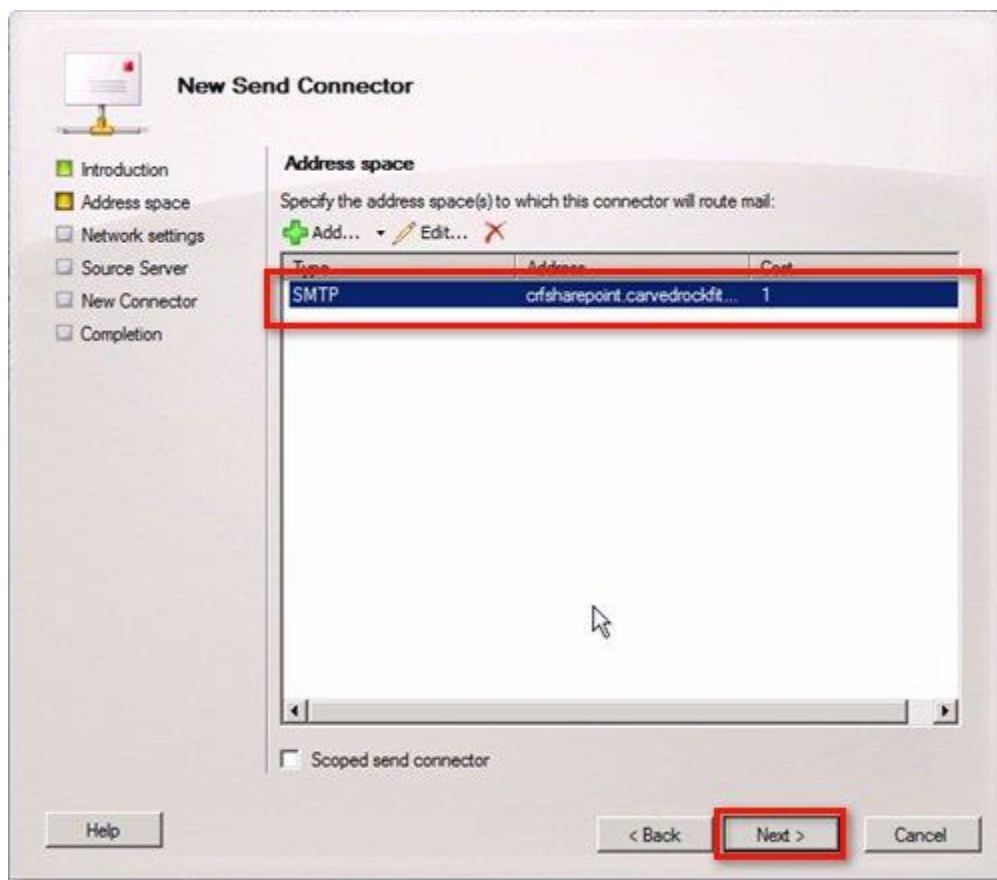 New Send Connector
Introduction
Address space
Network settings
Source Server
New Connector
Completion
Address space
Specify the address space(s) to which this connector will route mail:
Add... Edit...
Type Address Cost
SMTP crfsharepoint.carvedrockfit... 1
Scoped send connector
Help < Back Next > Cancel